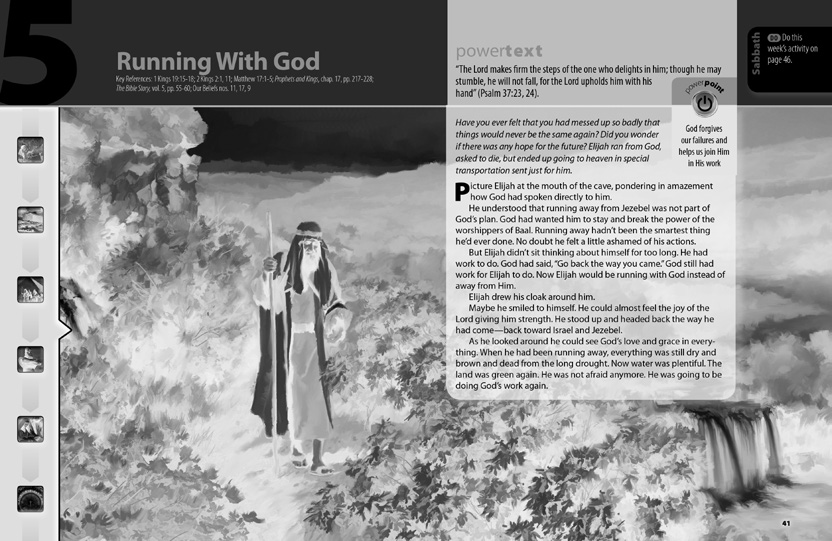 5
Running With God
Key References: 1 Kings 19:15–18; 2 Kings 2:1, 11; Matthew 17:1–5; Prophets and Kings, chap. 17, pp. 217–228;
The Bible Story, vol. 5, pp. 55–60; Our Beliefs nos. 11, 17, 9
powertext
“The Lord makes firm the steps of the one who delights in him; though he may
stumble, he will not fall, for the Lord upholds him with his
hand” (Psalm 37:23, 24).
powerpoint
God forgives
our failures and
helps us join Him
in His work
Sabbath
DO Do this
week’s activity on
page 46.
Have you ever felt that you had messed up so badly that
things would never be the same again? Did you wonder
if there was any hope for the future? Elijah ran from God,
asked to die, but ended up going to heaven in special
transportation sent just for him.
Picture Elijah at the mouth of the cave, pondering in amazement
how God had spoken directly to him.
He understood that running away from Jezebel was not part of
God’s plan. God had wanted him to stay and break the power of the
worshippers of Baal. Running away hadn’t been the smartest thing
he’d ever done. No doubt he felt a little ashamed of his actions.
But Elijah didn’t sit thinking about himself for too long. He had
work to do. God had said, “Go back the way you came.” God still had
work for Elijah to do. Now Elijah would be running with God instead of
away from Him.
Elijah drew his cloak around him.
Maybe he smiled to himself. He could almost feel the joy of the
Lord giving him strength. He stood up and headed back the way he
had come—back toward Israel and Jezebel.
As he looked around he could see God’s love and grace in every-
thing. When he had been running away, everything was still dry and
brown and dead from the long drought. Now water was plentiful. The
land was green again. He was not afraid anymore. He was going to be
doing God’s work again.
41